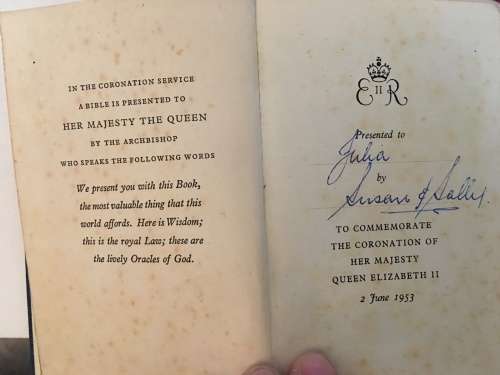 IN THE CORONATION SERVICE
A BIBLE IS PRESENTED TO
HER MAJESTY THE QUEEN
BY THE ARCHBISHOP
WHO SPEAKS THE FOLLOWING WORDS
We present you with this Book,
the most valuable thing that this
world affords. Here is Wisdom;
this is the royal Law; these are
the lively Oracles of God.
E II R
Presented to
Julia
by
Susan & Sally.
TO COMMEMORATE
THE CORONATION OF
HER MAJESTY
QUEEN ELIZABETH II
2 June 1953